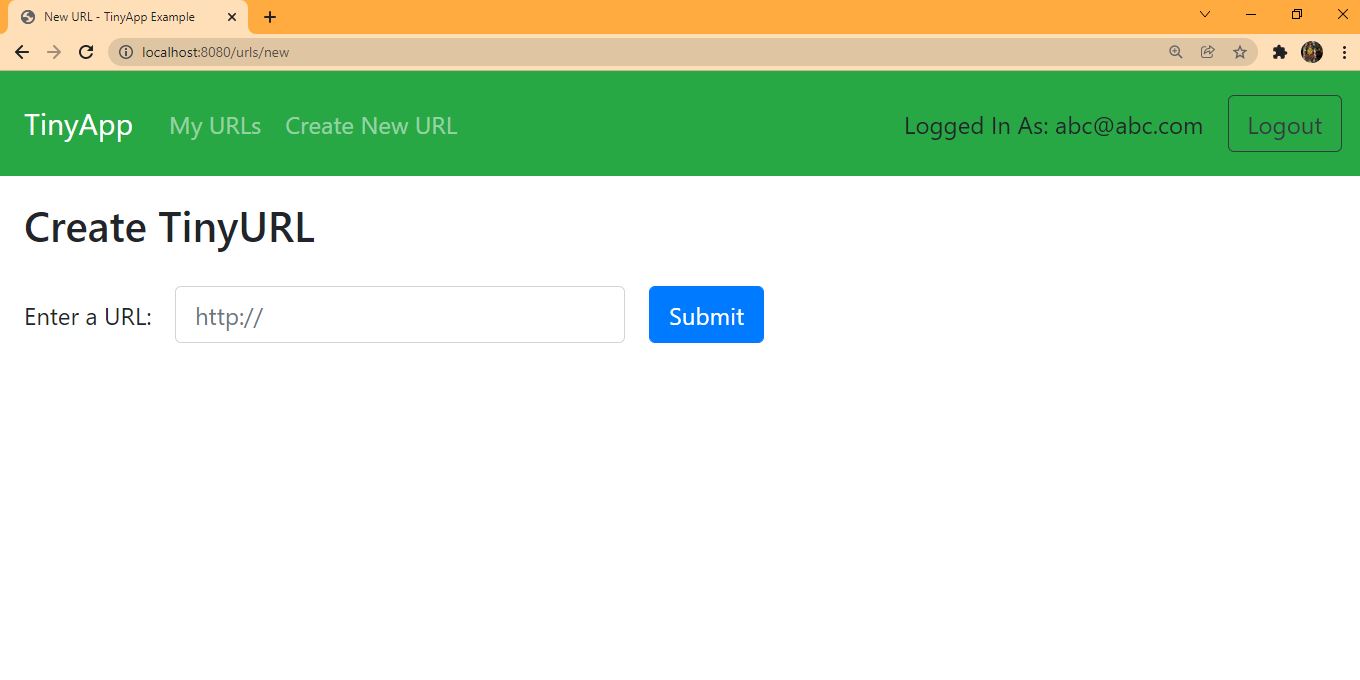 New URL - TinyApp Example
localhost:8080/urls/new
TinyApp My URLs Create New URL Logged In As: abc@abc.com Logout
Create TinyURL
Enter a URL: http:// Submit